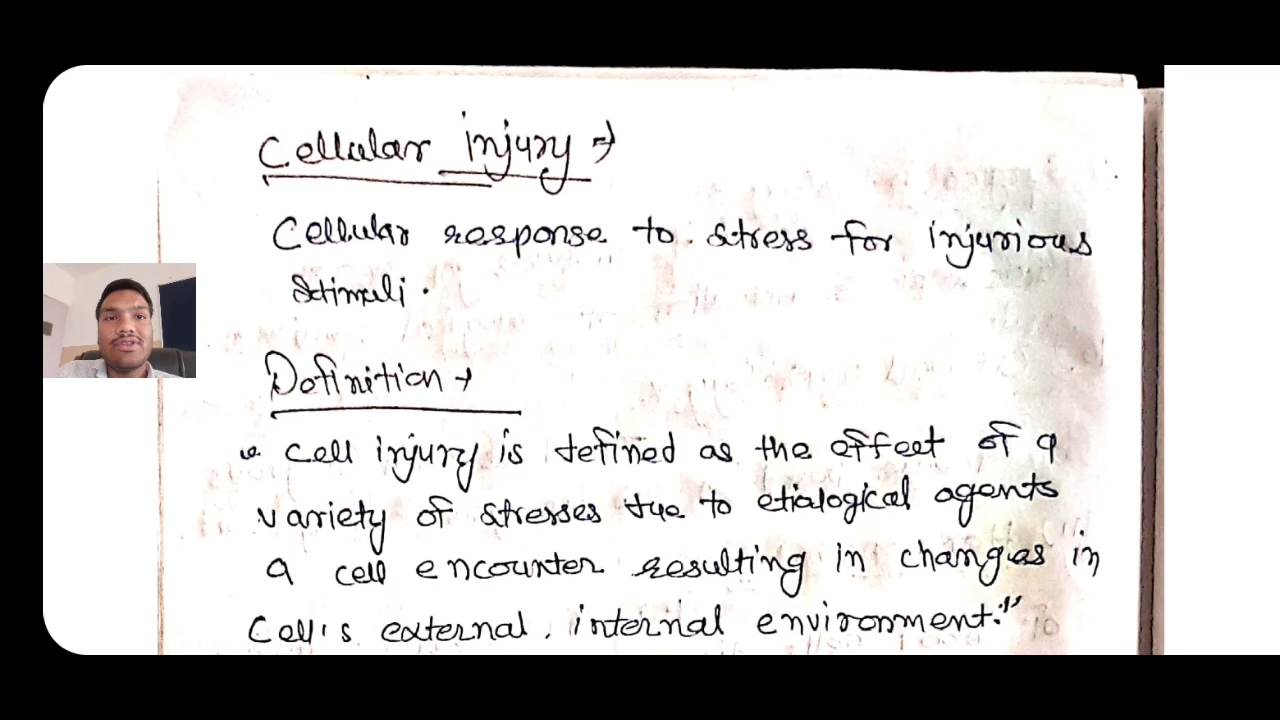 Cellular injury →
Cellular response to stress for injurious
stimuli.
Definition →
" Cell injury is defined as the effect of a
variety of stresses due to etialogical agents
a cell encounter resulting in changes in
Cell's external, internal environment."